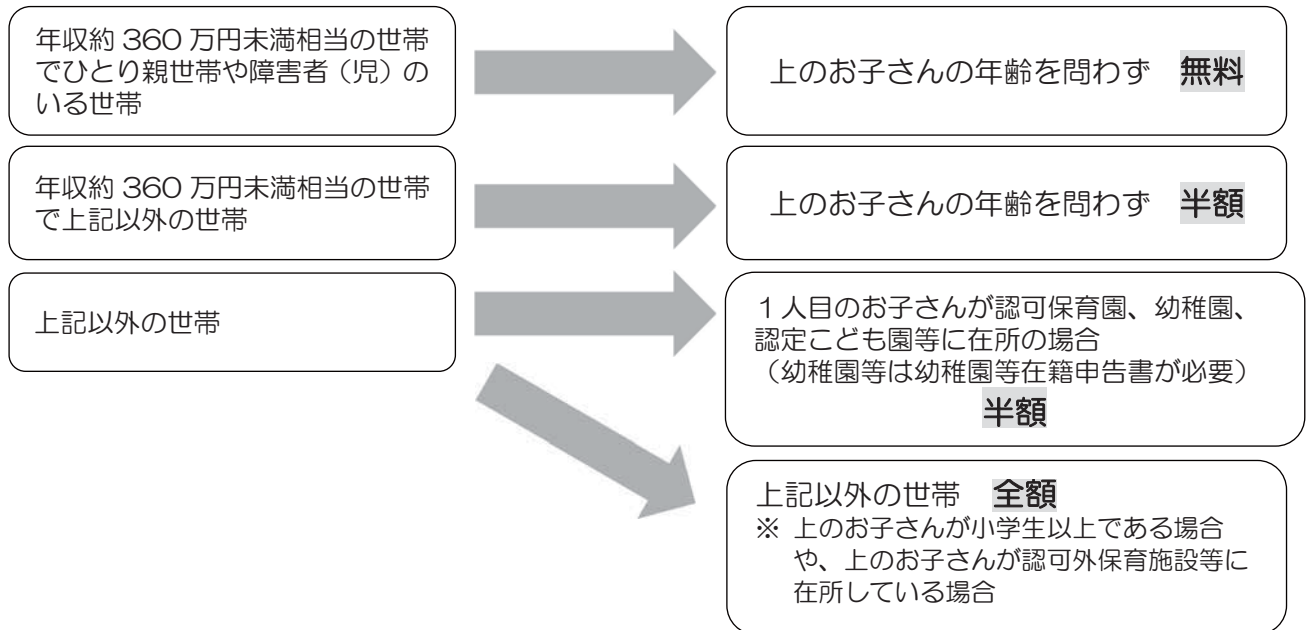 年収約 360 万円未満相当の世帯
でひとり親世帯や障害者（児）の
いる世帯
上のお子さんの年齢を問わず　無料
年収約 360 万円未満相当の世帯
で上記以外の世帯
上のお子さんの年齢を問わず　半額
上記以外の世帯
１人目のお子さんが認可保育園、幼稚園、
認定こども園等に在所の場合
（幼稚園等は幼稚園等在籍申告書が必要）
半額
上記以外の世帯　全額
※ 上のお子さんが小学生以上である場合
や、上のお子さんが認可外保育施設等に
在所している場合